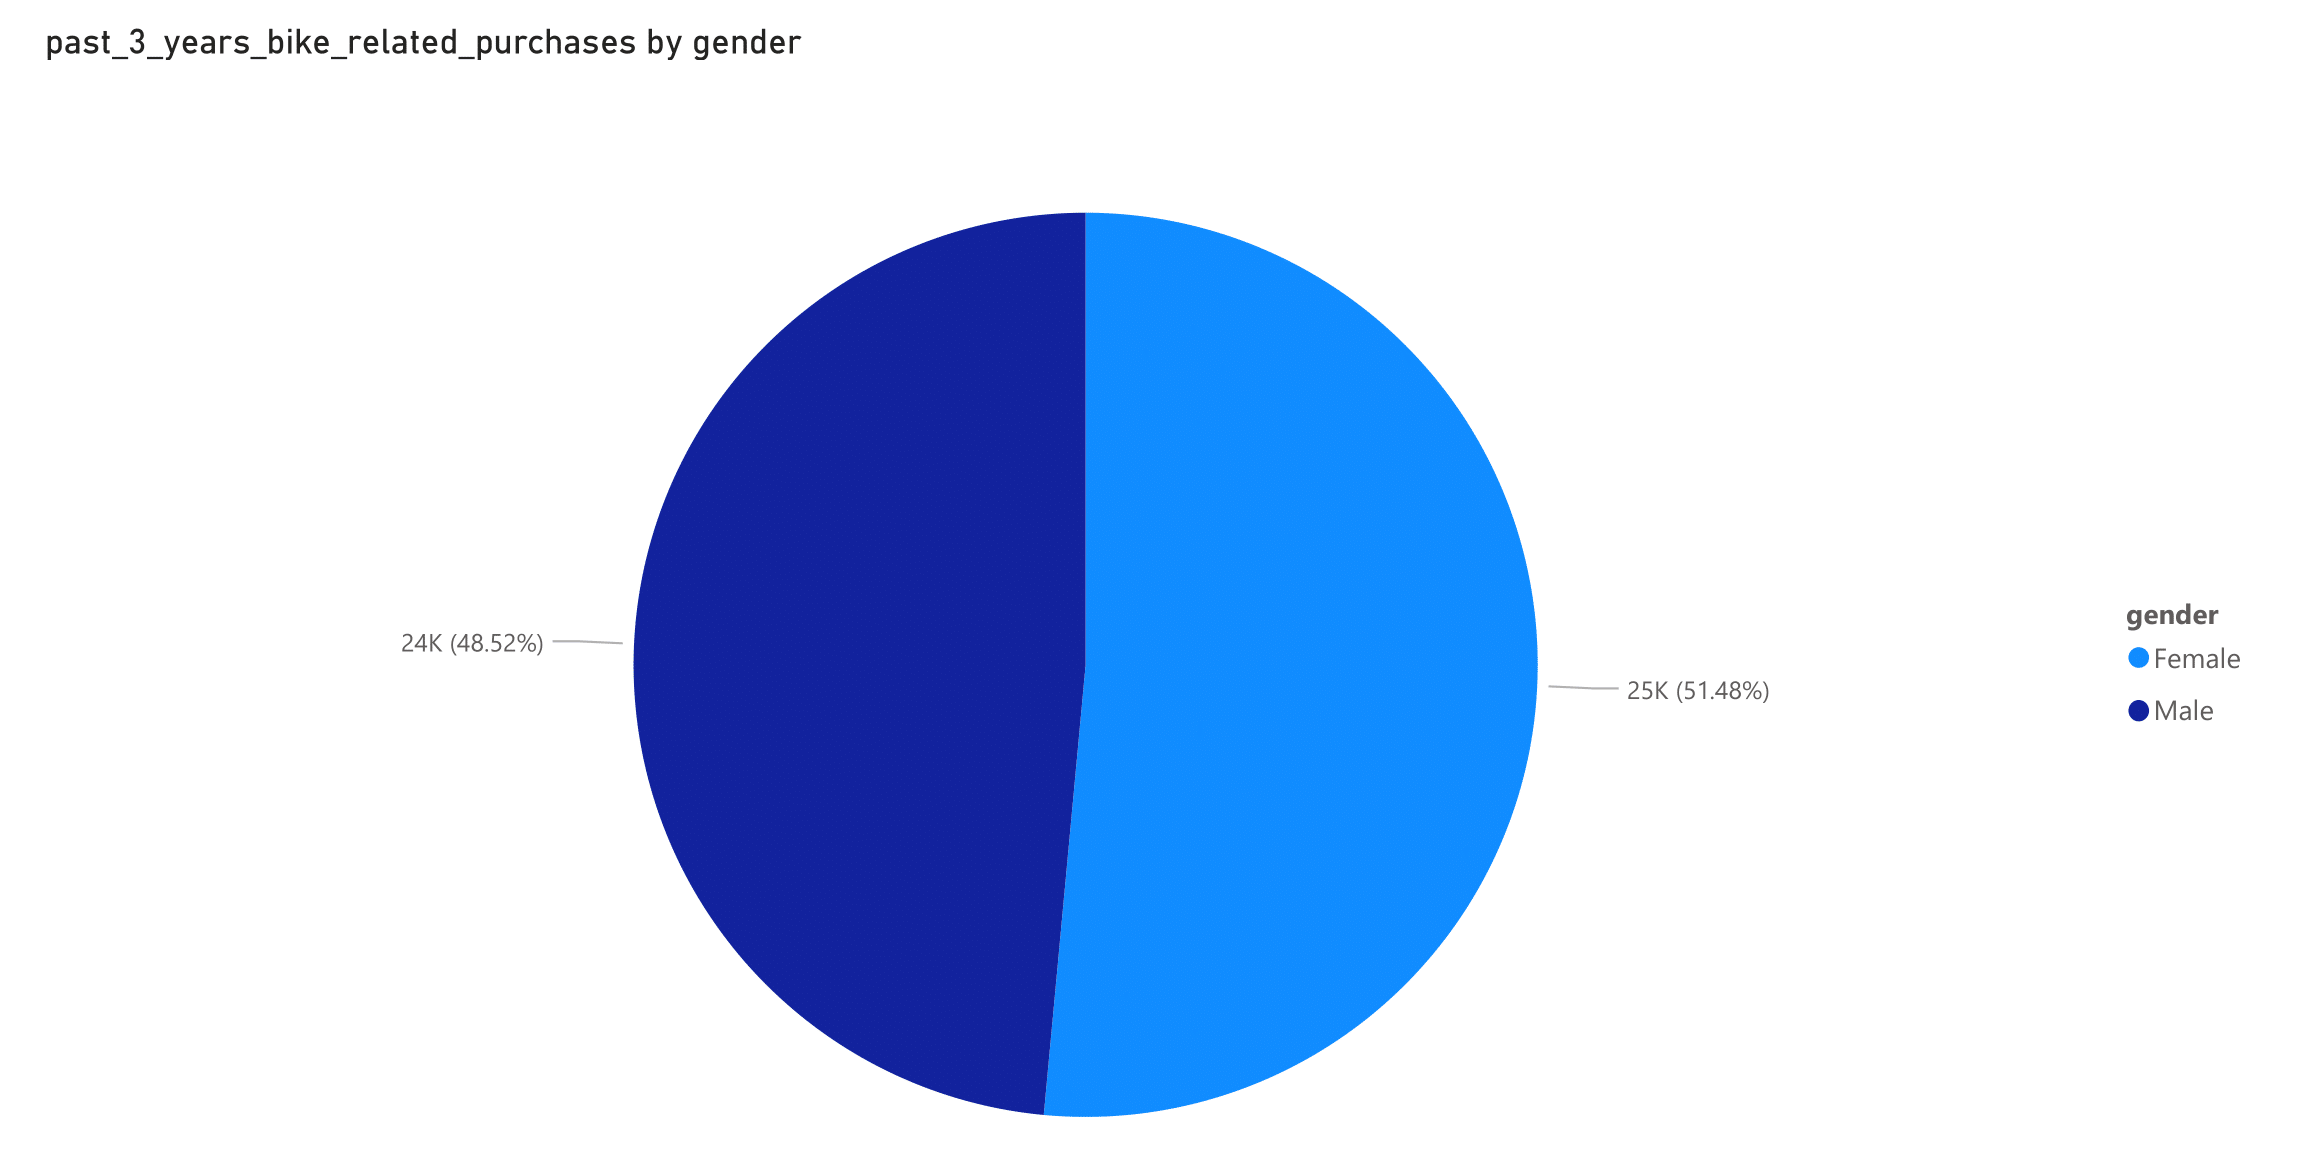 past_3_years_bike_related_purchases by gender
24K (48.52%)
25K (51.48%)
gender
Female
Male